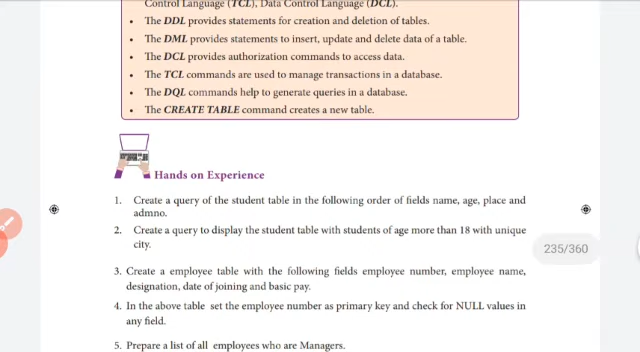 Control Language (TCL), Data Control Language (DCL).
• The DDL provides statements for creation and deletion of tables.
• The DML provides statements to insert, update and delete data of a table.
• The DCL provides authorization commands to access data.
• The TCL commands are used to manage transactions in a database.
• The DQL commands help to generate queries in a database.
• The CREATE TABLE command creates a new table.
Hands on Experience
1. Create a query of the student table in the following order of fields name, age, place and
admno.
2. Create a query to display the student table with students of age more than 18 with unique
city.
235/360
3. Create a employee table with the following fields employee number, employee name,
designation, date of joining and basic pay.
4. In the above table set the employee number as primary key and check for NULL values in
any field.
5. Prepare a list of all employees who are Managers.